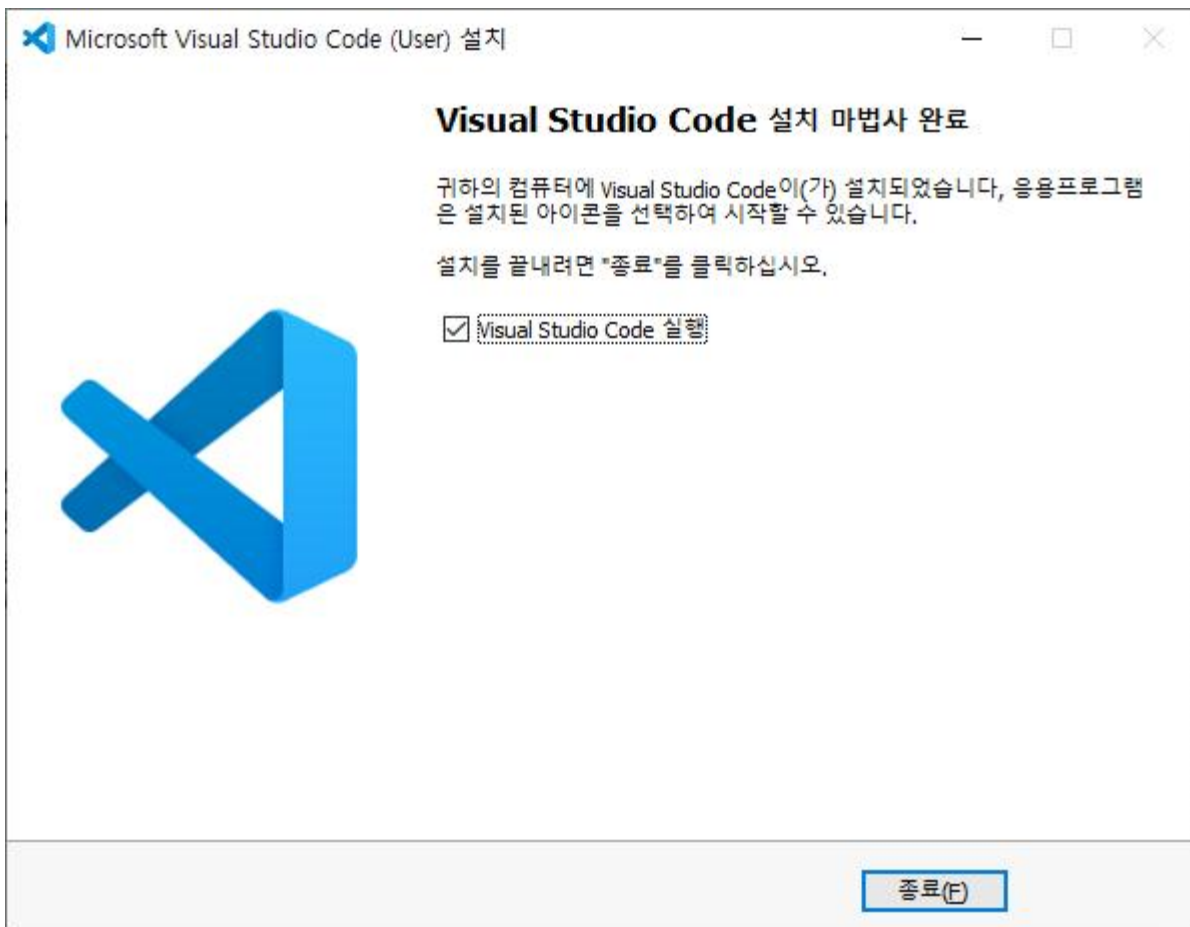 Microsoft Visual Studio Code (User) 설치
Visual Studio Code 설치 마법사 완료
귀하의 컴퓨터에 Visual Studio Code이(가) 설치되었습니다, 응용프로그램
은 설치된 아이콘을 선택하여 시작할 수 있습니다.
설치를 끝내려면 "종료"를 클릭하십시오.
Visual Studio Code 실행
종료(F)